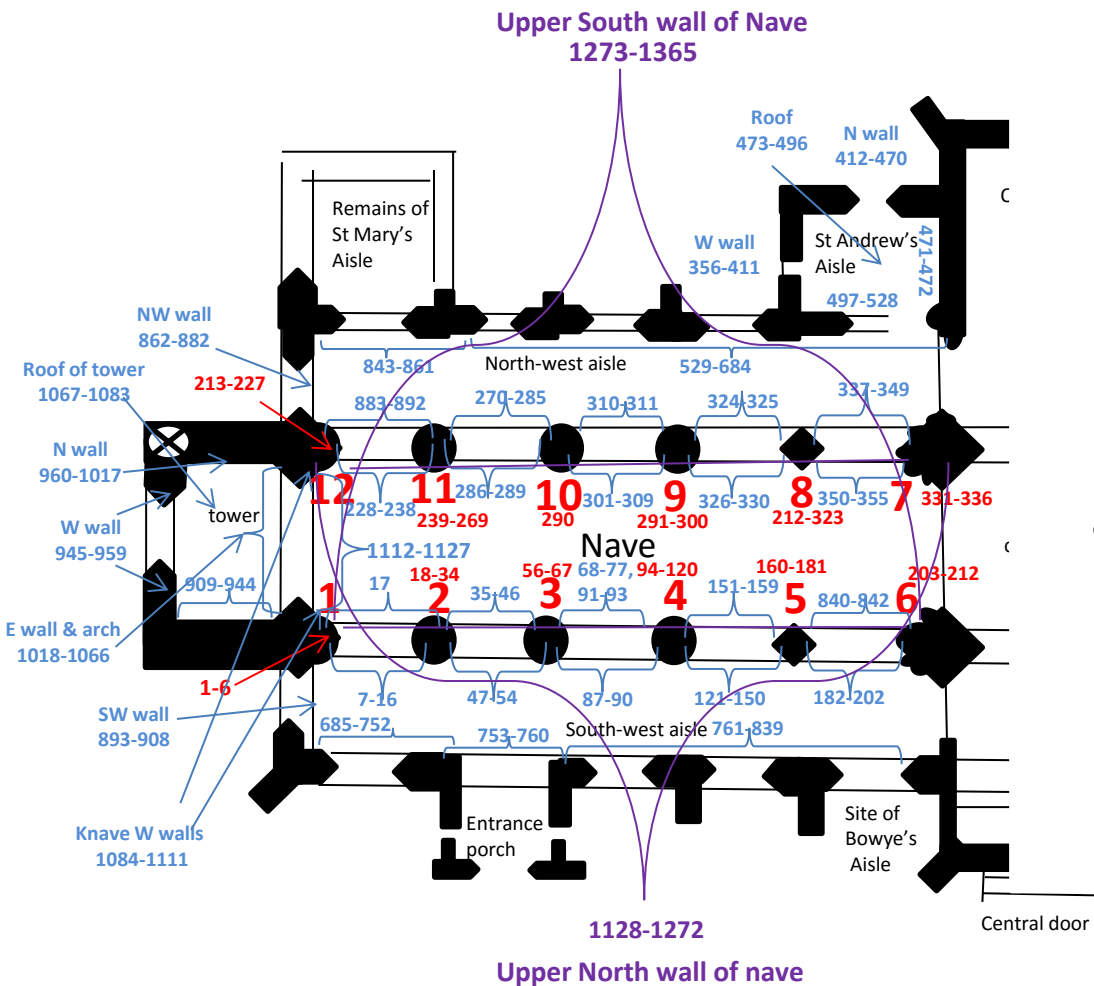 Upper South wall of Nave
1273-1365
Roof
473-496
N wall
412-470
Remains of
St Mary's
Aisle
W wall
356-411
St Andrew's
Aisle
471-472
497-528
NW wall
862-882
North-west aisle
843-861
529-684
Roof of tower
1067-1083
213-227
883-892
270-285
310-311
324-325
337-349
N wall
960-1017
12
11
10
9
8
7
228-238
286-289
301-309
326-330
350-355
331-336
239-269
290
291-300
212-323
tower
W wall
945-959
Nave
1112-1127
909-944
17
18-34
35-46
56-67
68-77,
91-93
94-120
151-159
160-181
840-842
203-212
1
2
3
4
5
6
E wall & arch
1018-1066
1-6
7-16
47-54
87-90
121-150
182-202
SW wall
893-908
South-west aisle
685-752
753-760
761-839
Knave W walls
1084-1111
Entrance
porch
Site of
Bowye's
Aisle
Central door
1128-1272
Upper North wall of nave